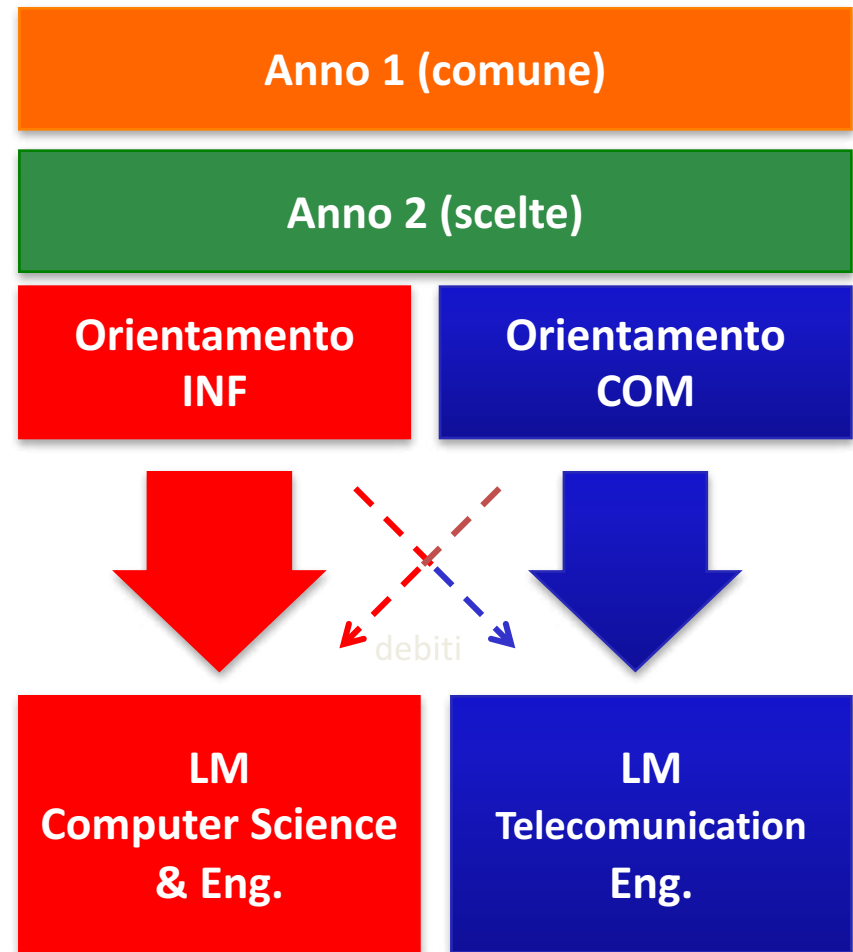 Anno 1 (comune)
Anno 2 (scelte)
Orientamento
INF
Orientamento
COM
debiti
LM
Computer Science
& Eng.
LM
Telecomunication
Eng.